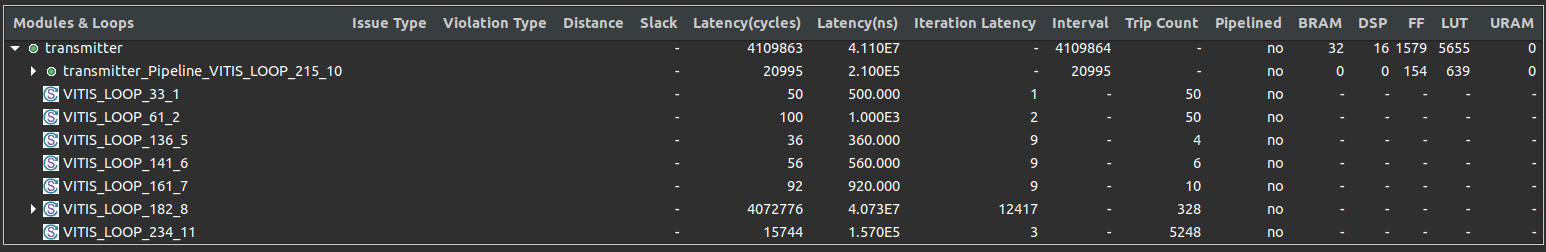 Modules & Loops Issue Type Violation Type Distance Slack Latency(cycles) Latency(ns) Iteration Latency Interval Trip Count Pipelined BRAM DSP FF LUT URAM
transmitter - 4109863 4.110E7 - 4109864 - no 32 16 1579 5655 0
transmitter_Pipeline_VITIS_LOOP_215_10 - 20995 2.100E5 - 20995 - no 0 0 154 639 0
VITIS_LOOP_33_1 - 50 500.000 1 - 50 no - - - - -
VITIS_LOOP_61_2 - 100 1.000E3 2 - 50 no - - - - -
VITIS_LOOP_136_5 - 36 360.000 9 - 4 no - - - - -
VITIS_LOOP_141_6 - 56 560.000 9 - 6 no - - - - -
VITIS_LOOP_161_7 - 92 920.000 9 - 10 no - - - - -
VITIS_LOOP_182_8 - 4072776 4.073E7 12417 - 328 no - - - - -
VITIS_LOOP_234_11 - 15744 1.570E5 3 - 5248 no - - - - -